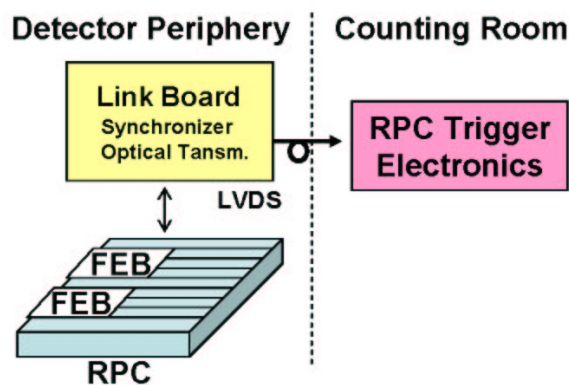 Detector Periphery
Counting Room
Link Board
Synchronizer
Optical Tansm.
RPC Trigger
Electronics
LVDS
FEB
FEB
RPC